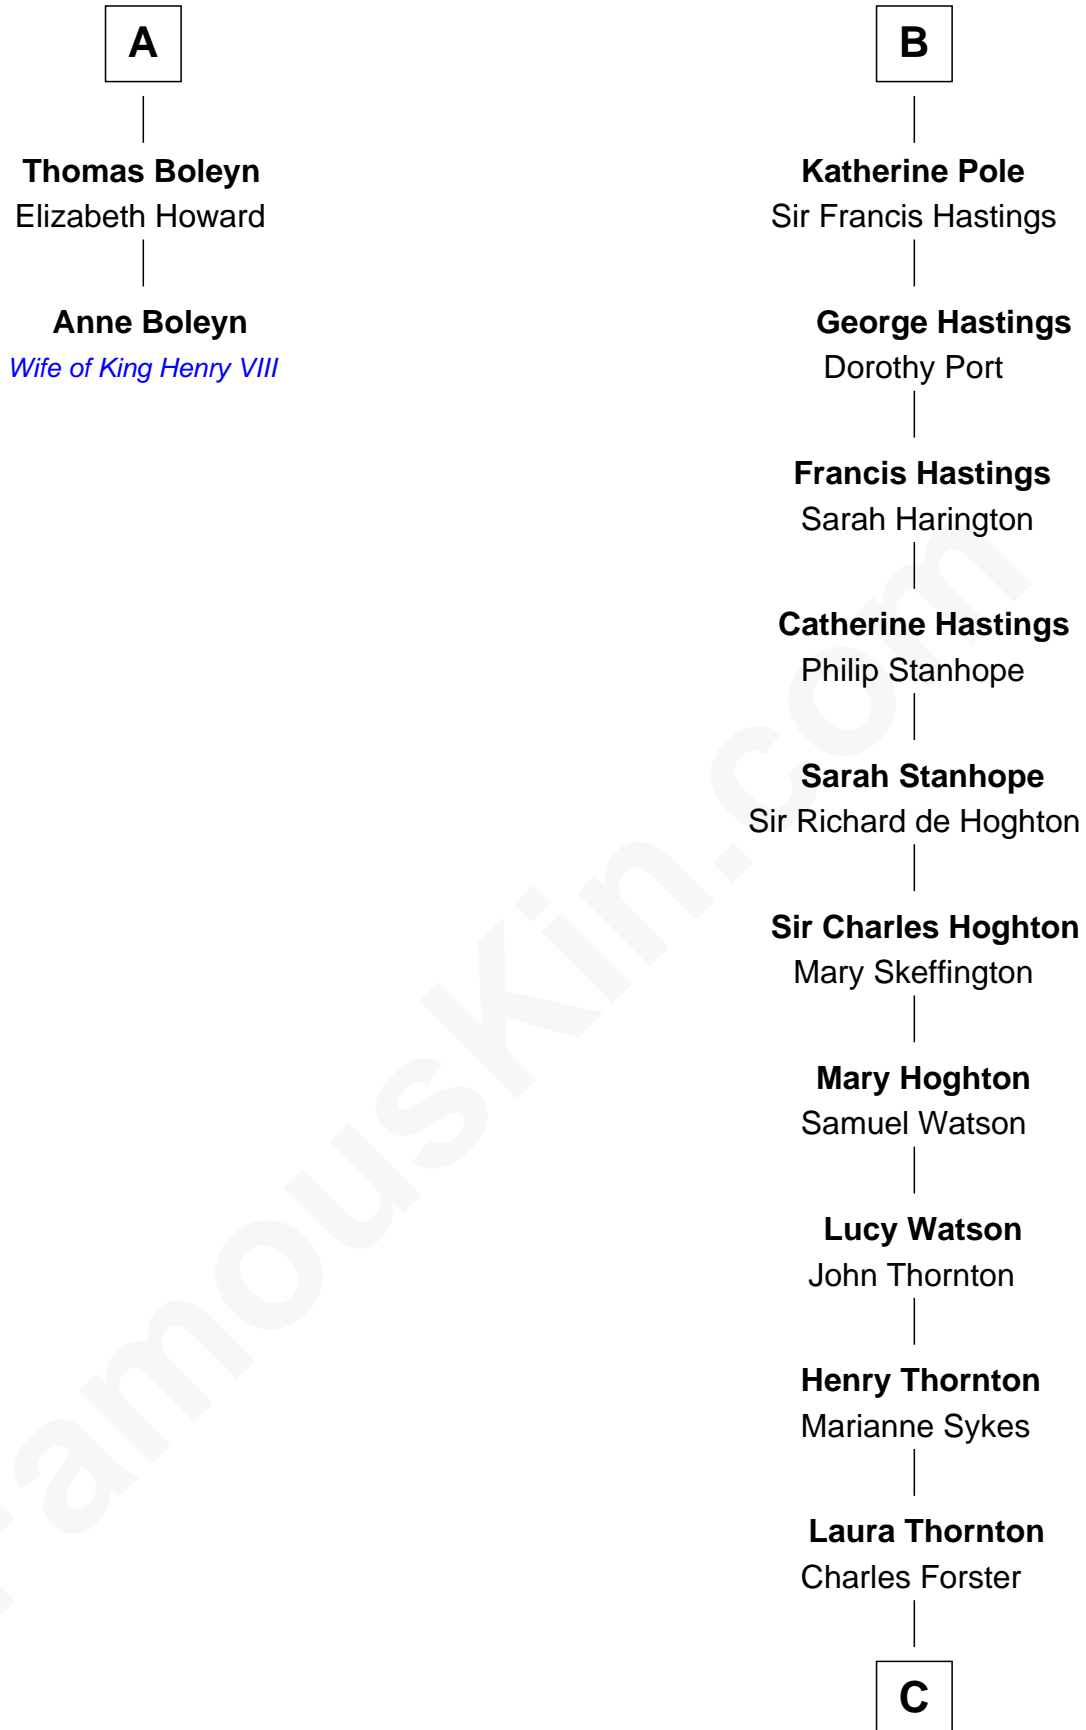 A
Thomas Boleyn
Elizabeth Howard
Anne Boleyn
Wife of King Henry VIII
B
Katherine Pole
Sir Francis Hastings
George Hastings
Dorothy Port
Francis Hastings
Sarah Harington
Catherine Hastings
Philip Stanhope
Sarah Stanhope
Sir Richard de Hoghton
Sir Charles Hoghton
Mary Skeffington
Mary Hoghton
Samuel Watson
Lucy Watson
John Thornton
Henry Thornton
Marianne Sykes
Laura Thornton
Charles Forster
C
FamousKin.com